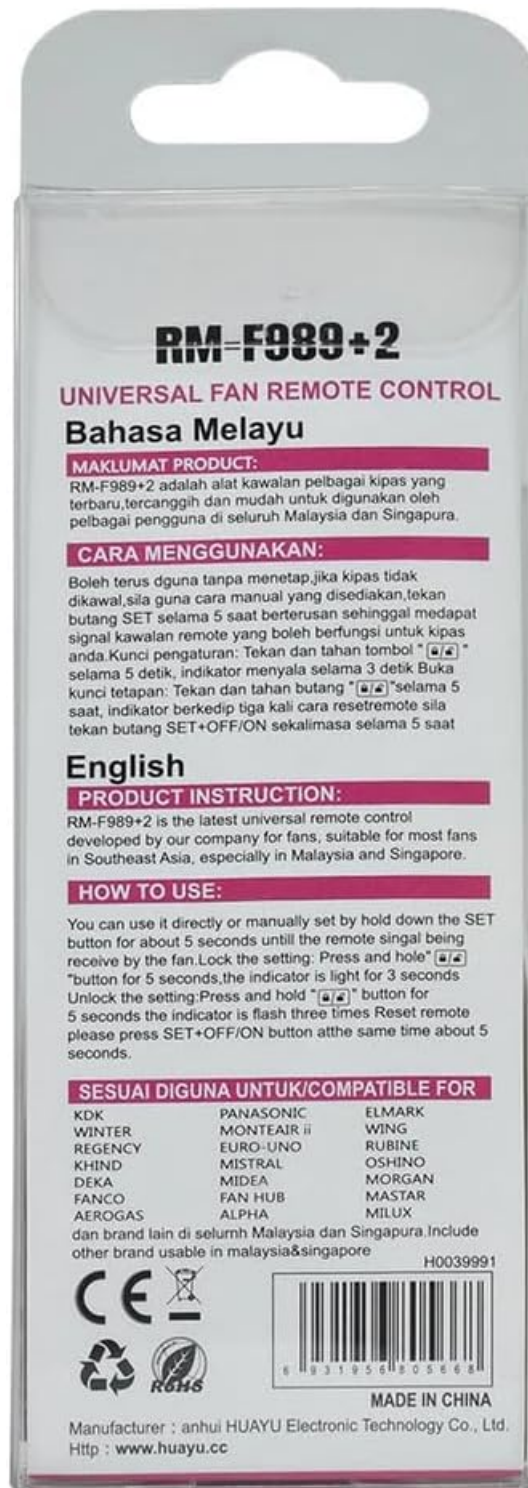 RM-F989+2
UNIVERSAL FAN REMOTE CONTROL
Bahasa Melayu
MAKLUMAT PRODUCT:
RM-F989+2 adalah alat kawalan pelbagai kipas yang
terbaru,tercanggih dan mudah untuk digunakan oleh
pelbagai pengguna di seluruh Malaysia dan Singapura.
CARA MENGGUNAKAN:
Boleh terus dguna tanpa menetap,jika kipas tidak
dikawal,sila guna cara manual yang disediakan,tekan
butang SET selama 5 saat berterusan sehinggal medapat
signal kawalan remote yang boleh berfungsi untuk kipas
anda.Kunci pengaturan: Tekan dan tahan tombol " "
selama 5 detik, indikator menyala selama 3 detik Buka
kunci tetapan: Tekan dan tahan butang " "selama 5
saat, indikator berkedip tiga kali cara resetremote sila
tekan butang SET+OFF/ON sekalimasa selama 5 saat
English
PRODUCT INSTRUCTION:
RM-F989+2 is the latest universal remote control
developed by our company for fans, suitable for most fans
in Southeast Asia, especially in Malaysia and Singapore.
HOW TO USE:
You can use it directly or manually set by hold down the SET
button for about 5 seconds untill the remote singal being
receive by the fan.Lock the setting: Press and hole"
"button for 5 seconds,the indicator is light for 3 seconds
Unlock the setting:Press and hold " " button for
5 seconds the indicator is flash three times Reset remote
please press SET+OFF/ON button atthe same time about 5
seconds.
SESUAI DIGUNA UNTUK/COMPATIBLE FOR
KDK PANASONIC ELMARK
WINTER MONTEAIR ii WING
REGENCY EURO-UNO RUBINE
KHIND MISTRAL OSHINO
DEKA MIDEA MORGAN
FANCO FAN HUB MASTAR
AEROGAS ALPHA MILUX
dan brand lain di selurnh Malaysia dan Singapura.Include
other brand usable in malaysia&singapore
H0039991
CE
RoHS
6 931956 805668
MADE IN CHINA
Manufacturer : anhui HUAYU Electronic Technology Co., Ltd.
Http : www.huayu.cc